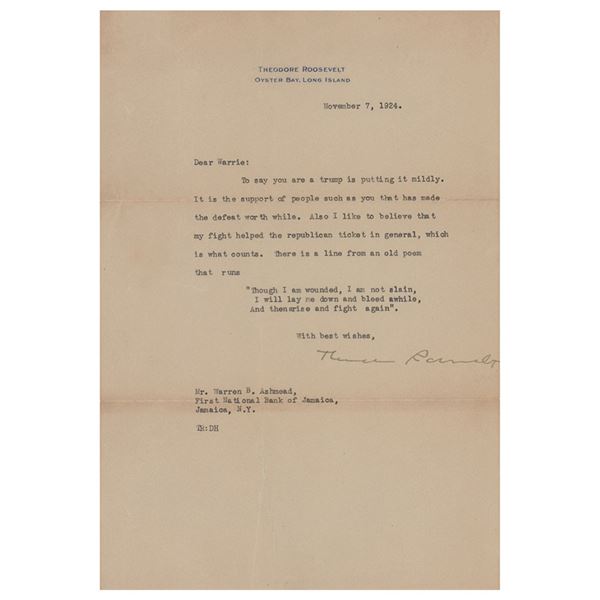 THEODORE ROOSEVELT
OYSTER BAY, LONG ISLAND
November 7, 1924.
Dear Warrie:
To say you are a trump is putting it mildly.
It is the support of people such as you that has made
the defeat worth while. Also I like to believe that
my fight helped the republican ticket in general, which
is what counts. There is a line from an old poem
that runs
"Though I am wounded, I am not slain,
I will lay me down and bleed awhile,
And thenarise and fight again".
With best wishes,
Theodore Roosevelt
Mr. Warren B. Ashmead,
First National Bank of Jamaica,
Jamaica, N.Y.
TR:DH